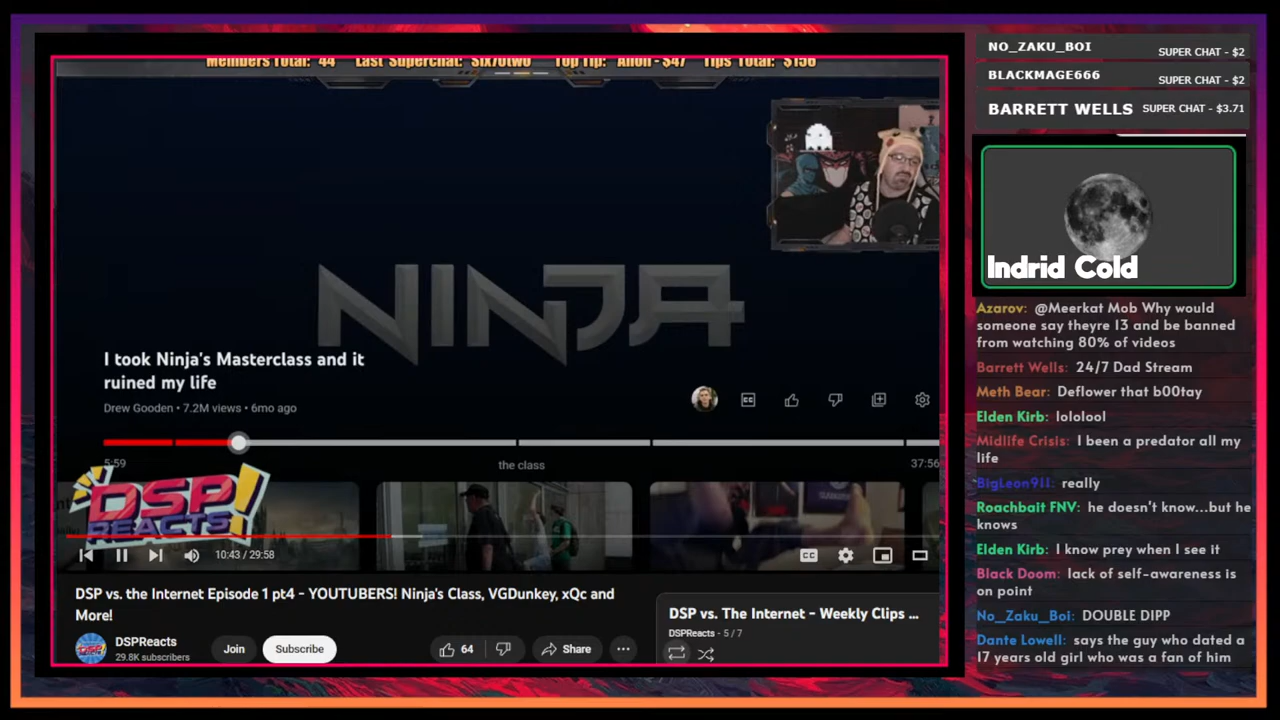 Members Total: 44 Last Superchat: Six7otwo Top Tip: Anon - $47 Tips Total: $156
NINJA
I took Ninja's Masterclass and it
ruined my life
Drew Gooden • 7.2M views • 6mo ago
CC
5:59
the class
37:56
DSP
REACTS!
10:43 / 29:58
CC
DSP vs. the Internet Episode 1 pt4 - YOUTUBERS! Ninja's Class, VGDunkey, xQc and
More!
DSPReacts
29.8K subscribers
Join
Subscribe
64
Share
DSP vs. The Internet - Weekly Clips ...
DSPReacts - 5 / 7
NO_ZAKU_BOI SUPER CHAT - $2
BLACKMAGE666 SUPER CHAT - $2
BARRETT WELLS SUPER CHAT - $3.71
Indrid Cold
Azarov: @Meerkat Mob Why would
someone say theyre 13 and be banned
from watching 80% of videos
Barrett Wells: 24/7 Dad Stream
Meth Bear: Deflower that b00tay
Elden Kirb: lololool
Midlife Crisis: I been a predator all my
life
BigLeon911: really
Roachbait FNV: he doesn't know...but he
knows
Elden Kirb: I know prey when I see it
Black Doom: lack of self-awareness is
on point
No_Zaku_Boi: DOUBLE DIPP
Dante Lowell: says the guy who dated a
17 years old girl who was a fan of him